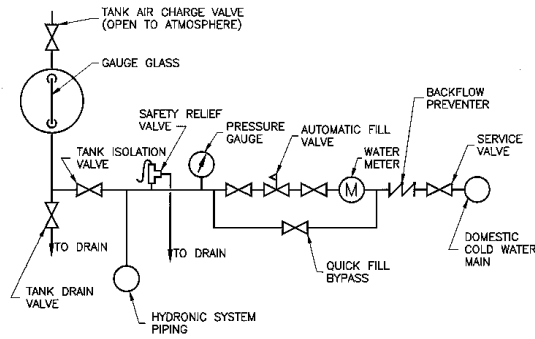 TANK AIR CHARGE VALVE
(OPEN TO ATMOSPHERE)
GAUGE GLASS
SAFETY RELIEF
VALVE
PRESSURE
GAUGE
AUTOMATIC FILL
VALVE
WATER
METER
BACKFLOW
PREVENTER
SERVICE
VALVE
TANK ISOLATION
VALVE
M
TO DRAIN
TO DRAIN
QUICK FILL
BYPASS
DOMESTIC
COLD WATER
MAIN
TANK DRAIN
VALVE
HYDRONIC SYSTEM
PIPING